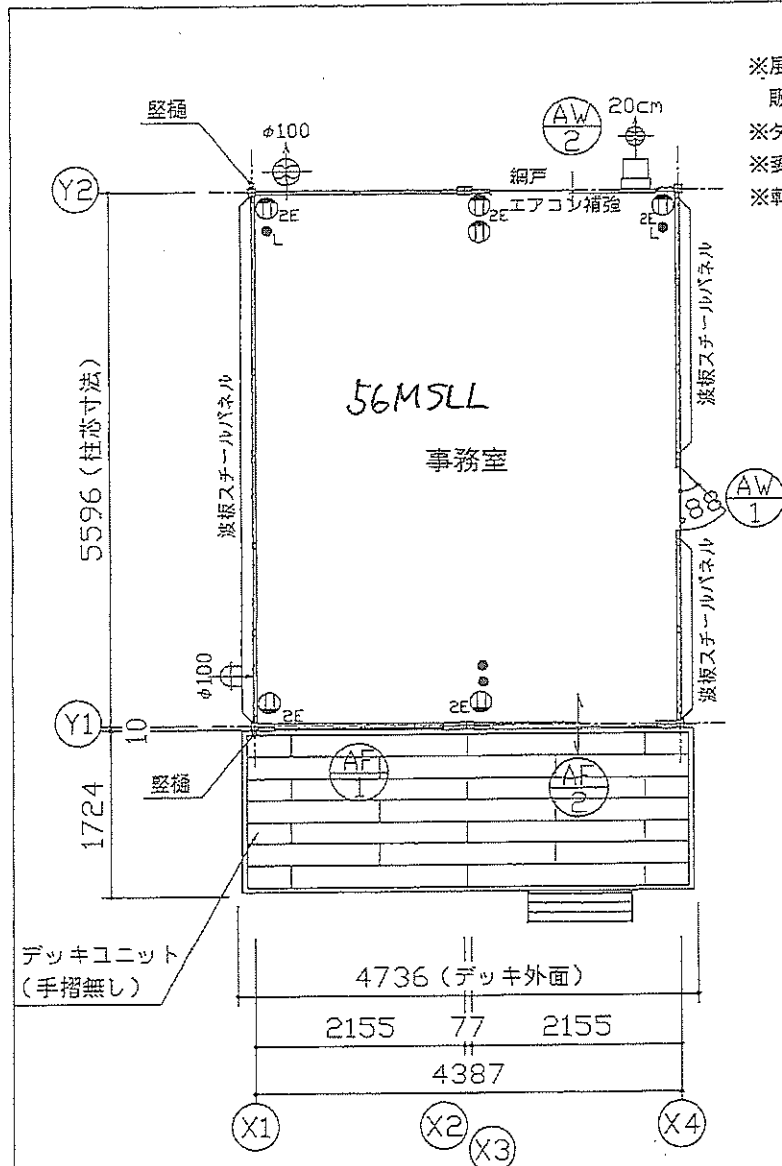 竪樋
φ100
AW
2
20cm
Y2
網戸
エアコン補強
2E
2E
2E
L
L
波板スチールパネル
波板スチールパネル
5596（柱芯寸法）
56MSLL
事務室
AW
1
88
波板スチールパネル
φ100
2E
2E
Y1
10
竪樋
AF
1
AF
2
1724
デッキユニット
（手摺無し）
4736（デッキ外面）
2155
77
2155
4387
X1
X2
X3
X4